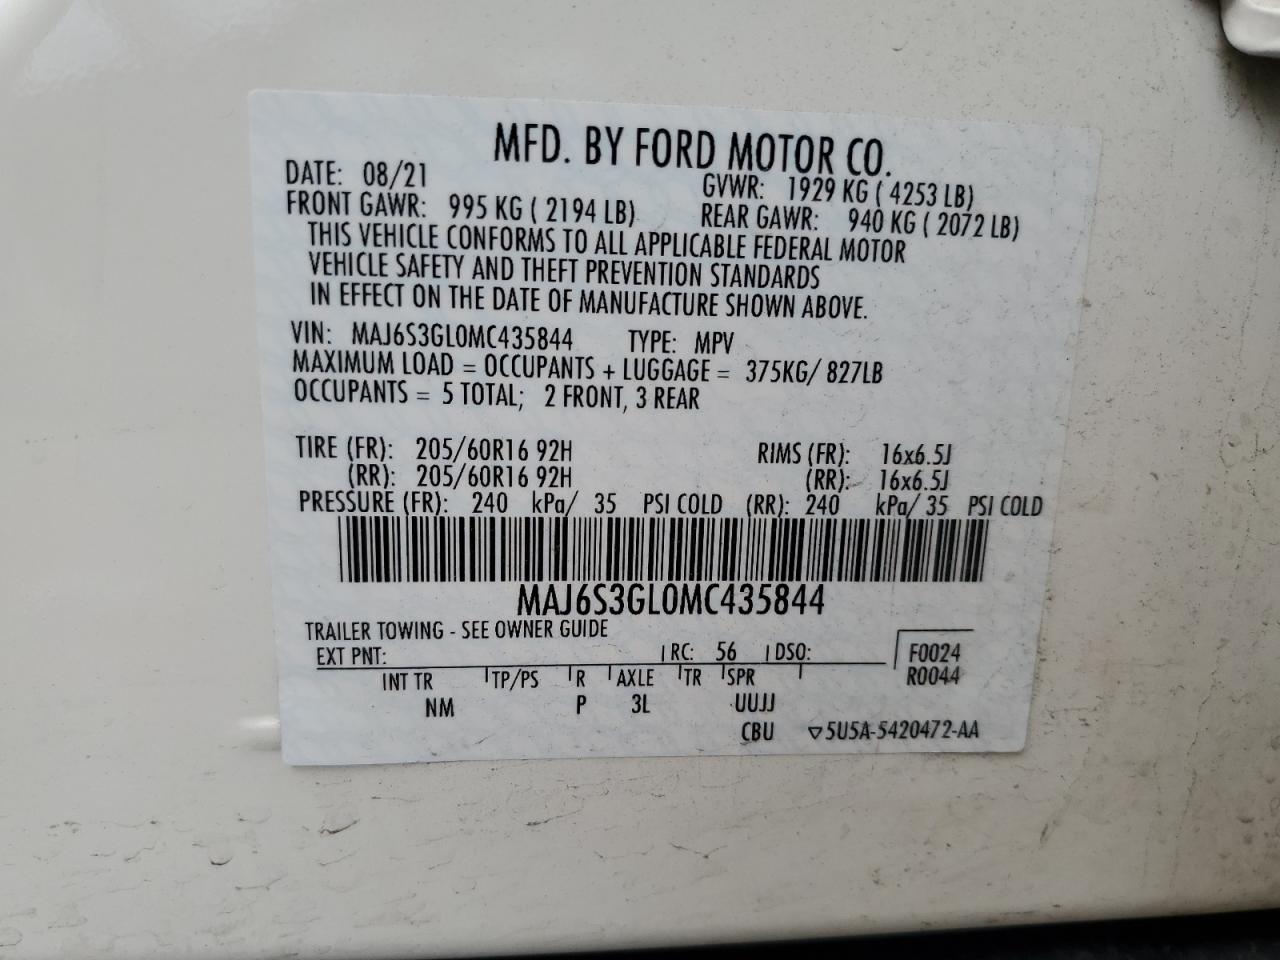 MFD. BY FORD MOTOR CO.
DATE: 08/21 GVWR: 1929 KG ( 4253 LB)
FRONT GAWR: 995 KG ( 2194 LB) REAR GAWR: 940 KG ( 2072 LB)
THIS VEHICLE CONFORMS TO ALL APPLICABLE FEDERAL MOTOR
VEHICLE SAFETY AND THEFT PREVENTION STANDARDS
IN EFFECT ON THE DATE OF MANUFACTURE SHOWN ABOVE.
VIN: MAJ6S3GL0MC435844 TYPE: MPV
MAXIMUM LOAD = OCCUPANTS + LUGGAGE = 375KG/ 827LB
OCCUPANTS = 5 TOTAL; 2 FRONT, 3 REAR
TIRE (FR): 205/60R16 92H RIMS (FR): 16x6.5J
(RR): 205/60R16 92H (RR): 16x6.5J
PRESSURE (FR): 240 kPa/ 35 PSI COLD (RR): 240 kPa/ 35 PSI COLD
MAJ6S3GL0MC435844
TRAILER TOWING - SEE OWNER GUIDE
EXT PNT: RC: 56 DSO: F0024
INT TR TP/PS R AXLE TR SPR R0044
NM P 3L UUJJ
CBU ▽5U5A-5420472-AA